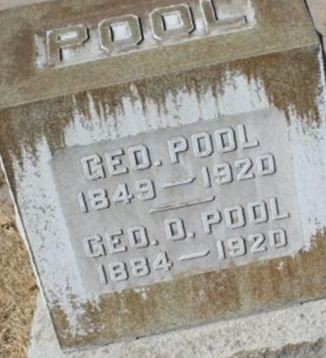 POOL
GEO. POOL
1849 — 1920
GEO. O. POOL
1884 — 1920